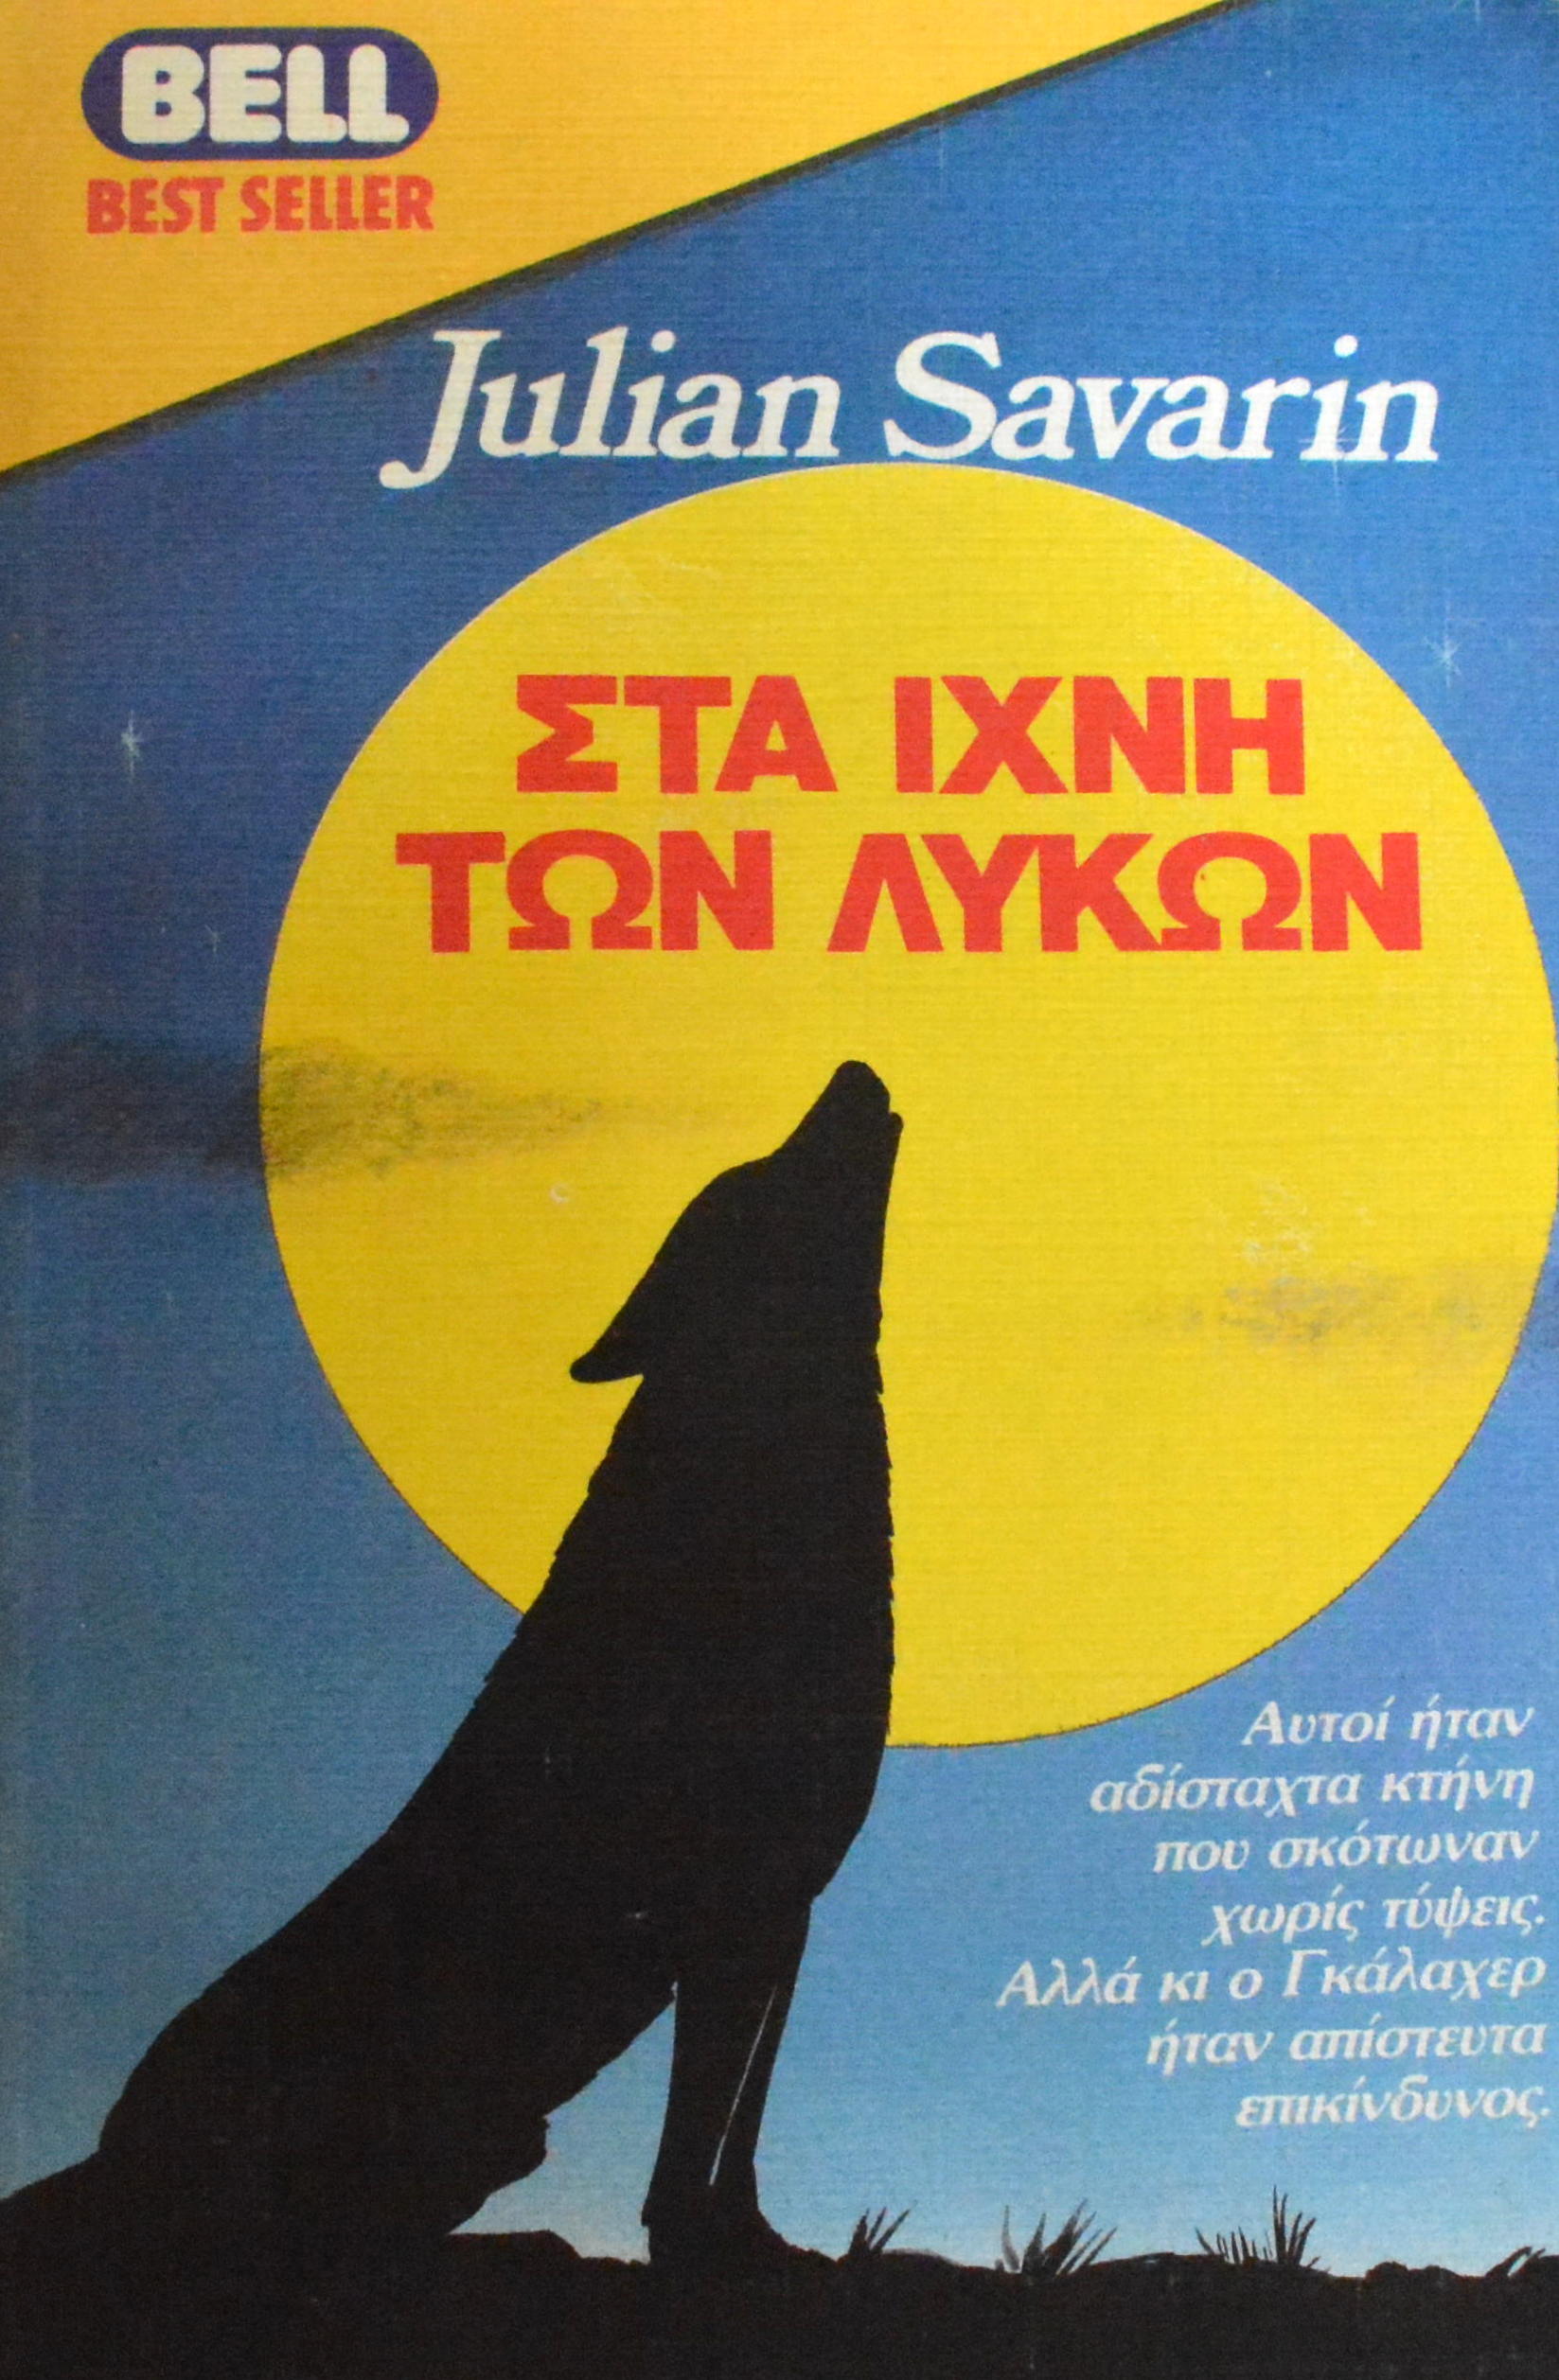 BELL
BEST SELLER
Julian Savarin
ΣΤΑ ΙΧΝΗ
ΤΩΝ ΛΥΚΩΝ
Αυτοί ήταν
αδίσταχτα κτήνη
που σκότωναν
χωρίς τύψεις.
Αλλά κι ο Γκάλαχερ
ήταν απίστευτα
επικίνδυνος.